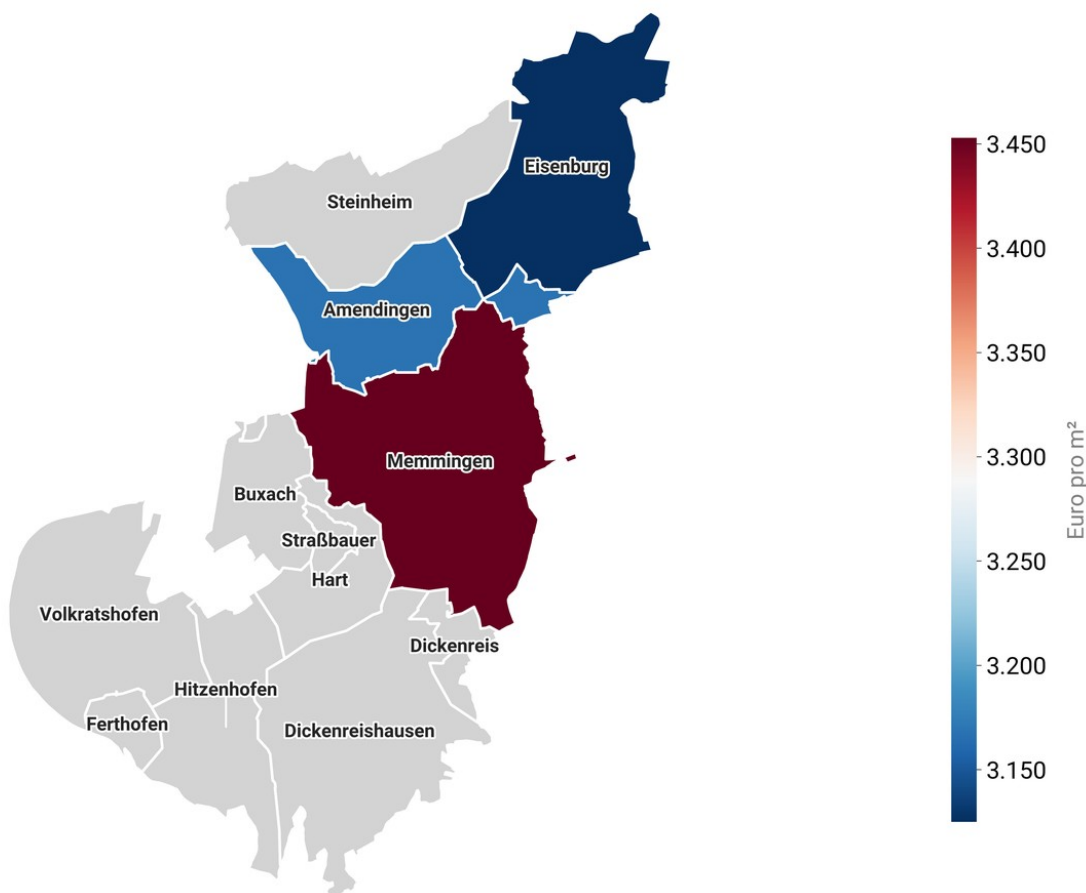 Eisenburg
Steinheim
Amendingen
Memmingen
Buxach
Straßbauer
Hart
Volkratshofen
Dickenreis
Hitzenhofen
Ferthofen
Dickenreishausen
3.450
3.400
3.350
3.300
3.250
3.200
3.150
Euro pro m²